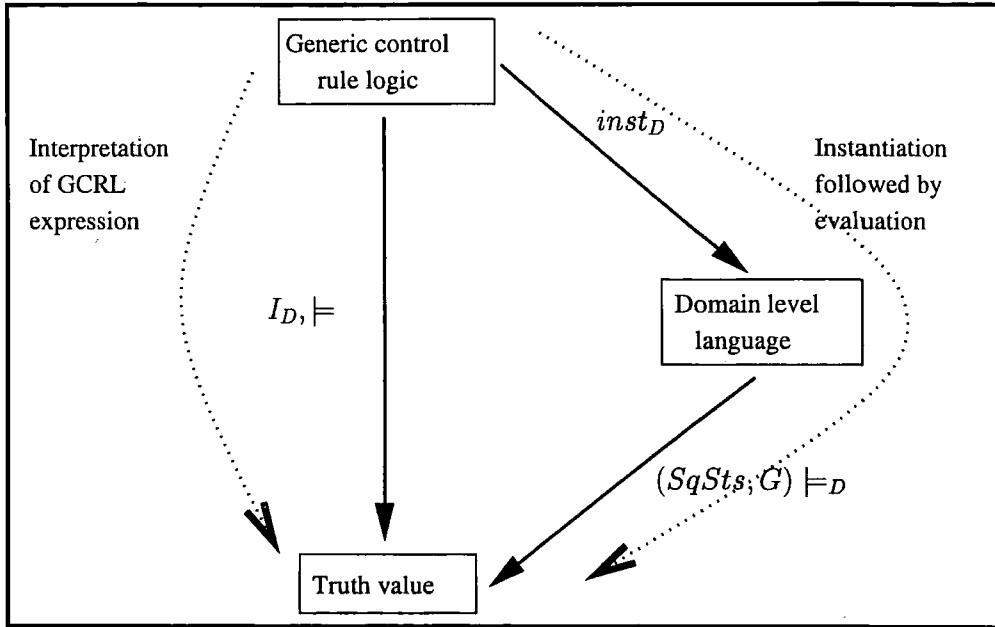 Generic control
rule logic
inst_D
Interpretation
of GCRL
expression
Instantiation
followed by
evaluation
I_D, ⊨
Domain level
language
(SqSts, G) ⊨_D
Truth value